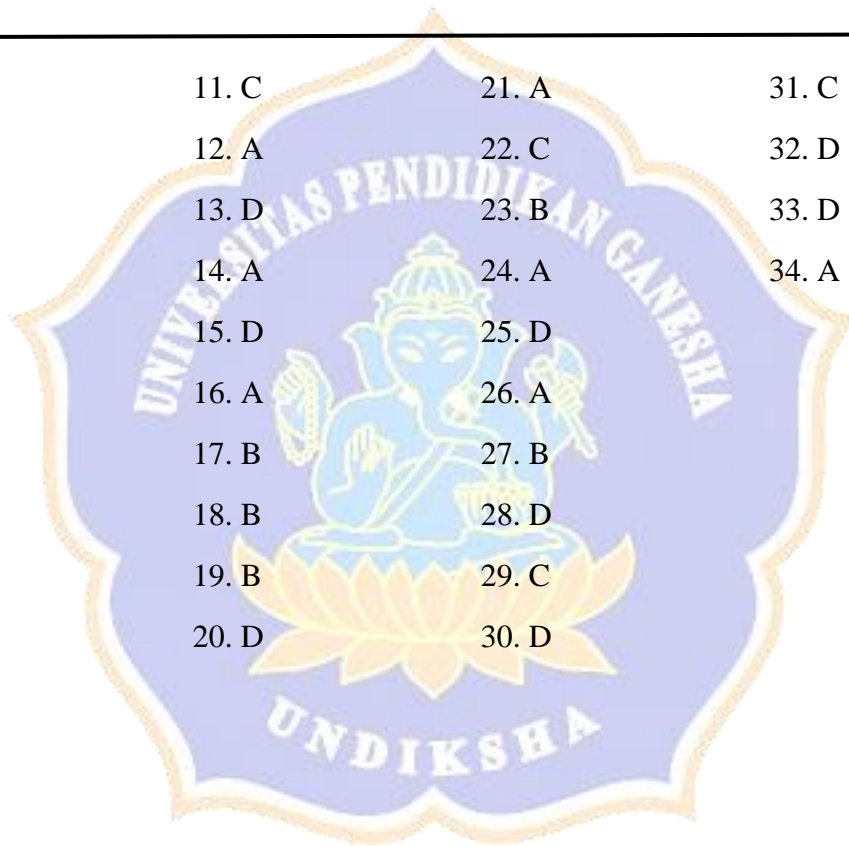 11. C
12. A
13. D
14. A
15. D
16. A
17. B
18. B
19. B
20. D
21. A
22. C
23. B
24. A
25. D
26. A
27. B
28. D
29. C
30. D
31. C
32. D
33. D
34. A
UNIVERSITAS PENDIDIKAN GANESHA
UNDIKSHA